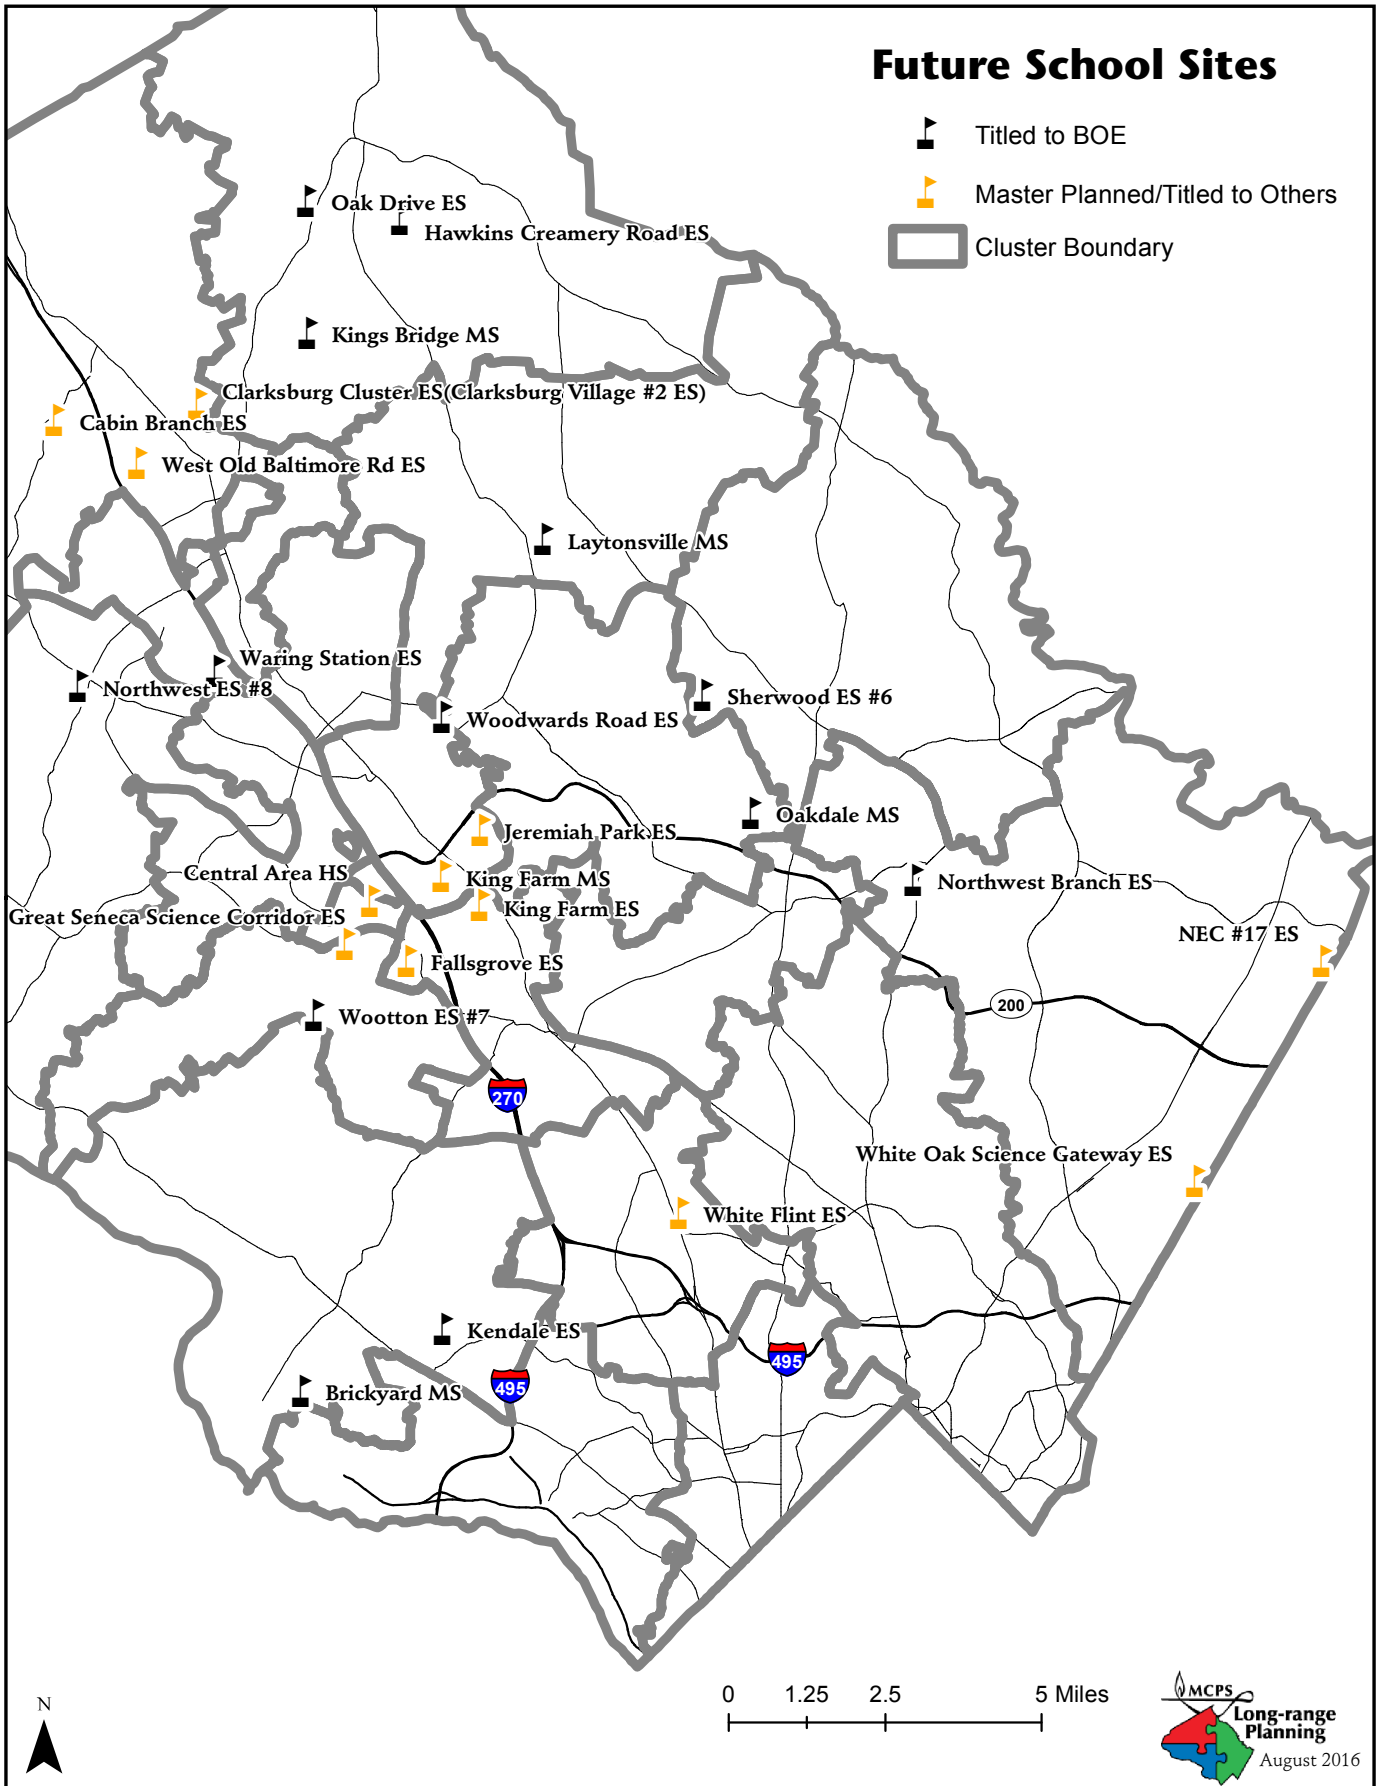 Future School Sites
Titled to BOE
Master Planned/Titled to Others
Cluster Boundary
Oak Drive ES
Hawkins Creamery Road ES
Kings Bridge MS
Clarksburg Cluster ES(Clarksburg Village #2 ES)
Cabin Branch ES
West Old Baltimore Rd ES
Laytonsville MS
Waring Station ES
Northwest ES #8
Sherwood ES #6
Woodwards Road ES
Oakdale MS
Jeremiah Park ES
Central Area HS
King Farm MS
Northwest Branch ES
King Farm ES
Great Seneca Science Corridor ES
NEC #17 ES
Fallsgrove ES
200
Wootton ES #7
270
White Oak Science Gateway ES
White Flint ES
Kendale ES
495
495
Brickyard MS
N
0 1.25 2.5 5 Miles
MCPS
Long-range
Planning
August 2016